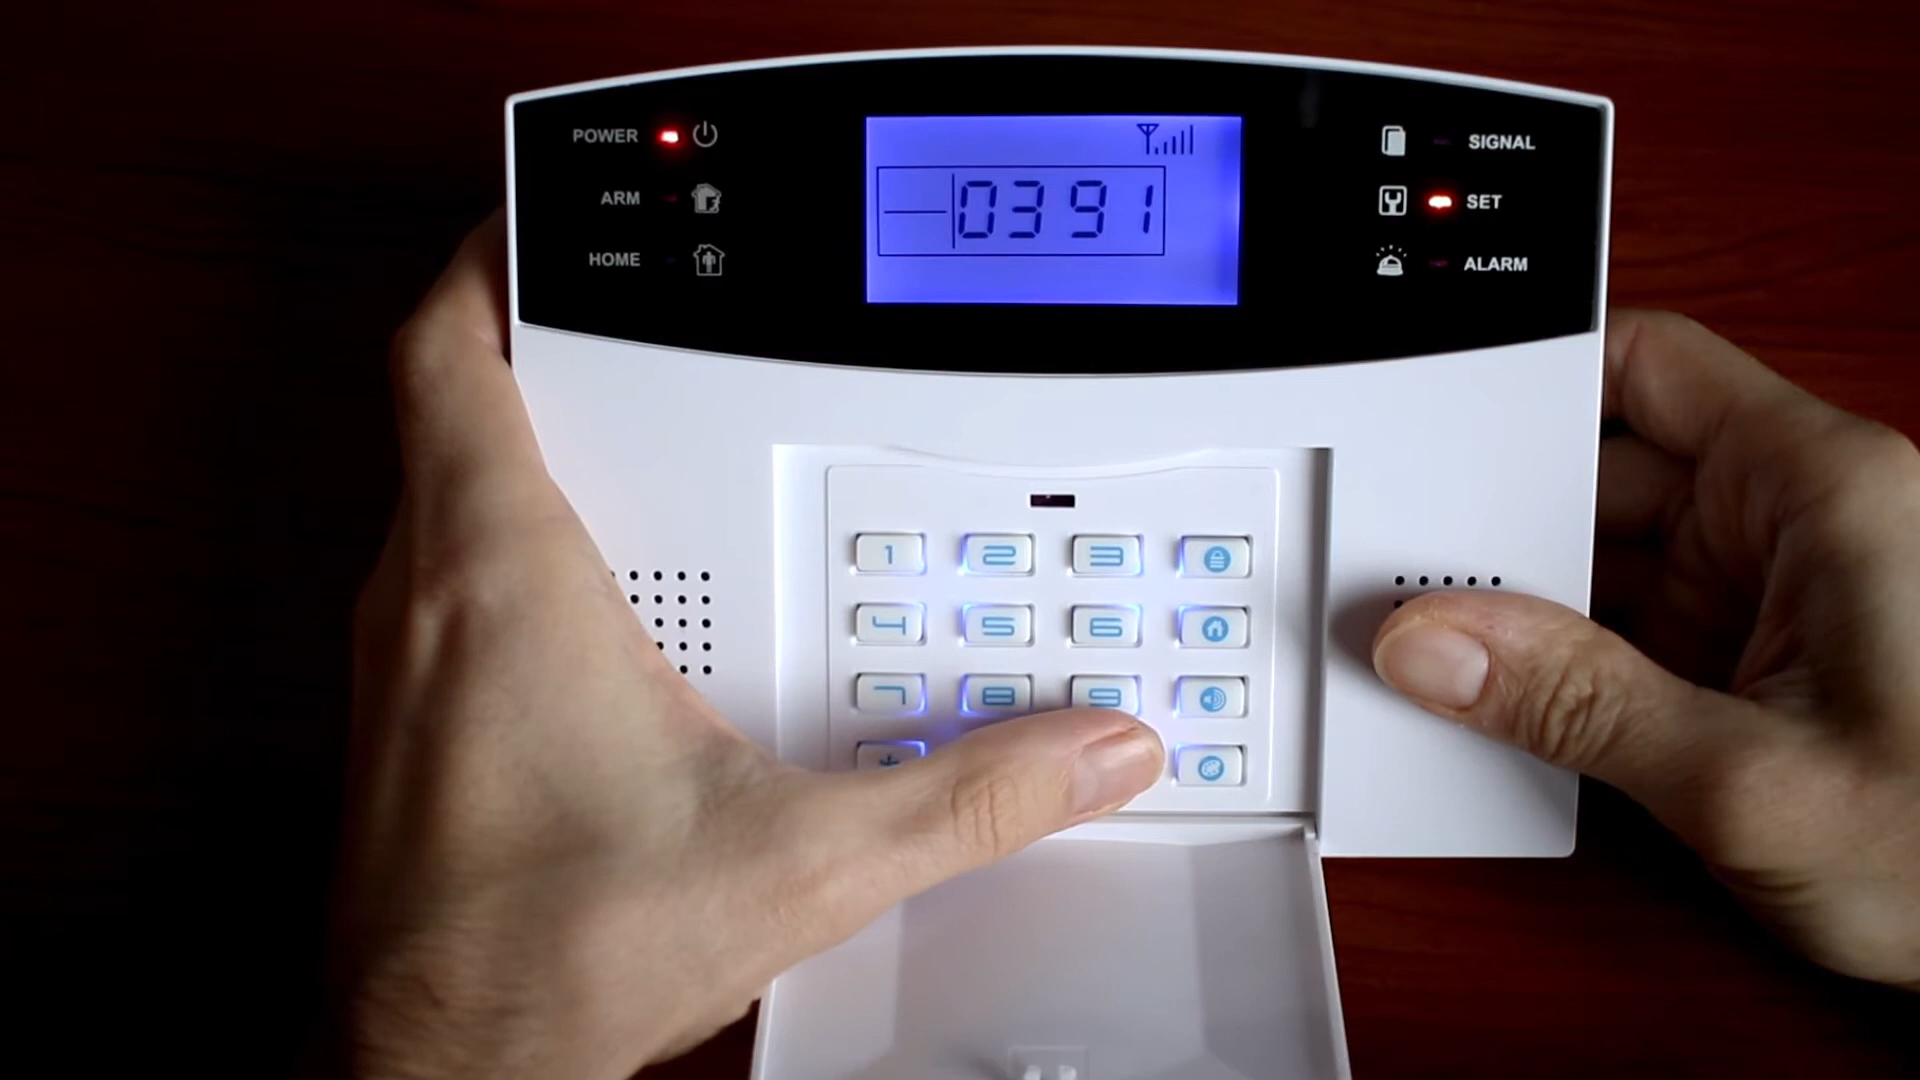 POWER
ARM
HOME
0391
SIGNAL
SET
ALARM
1 2 3
4 5 6
7 8 9